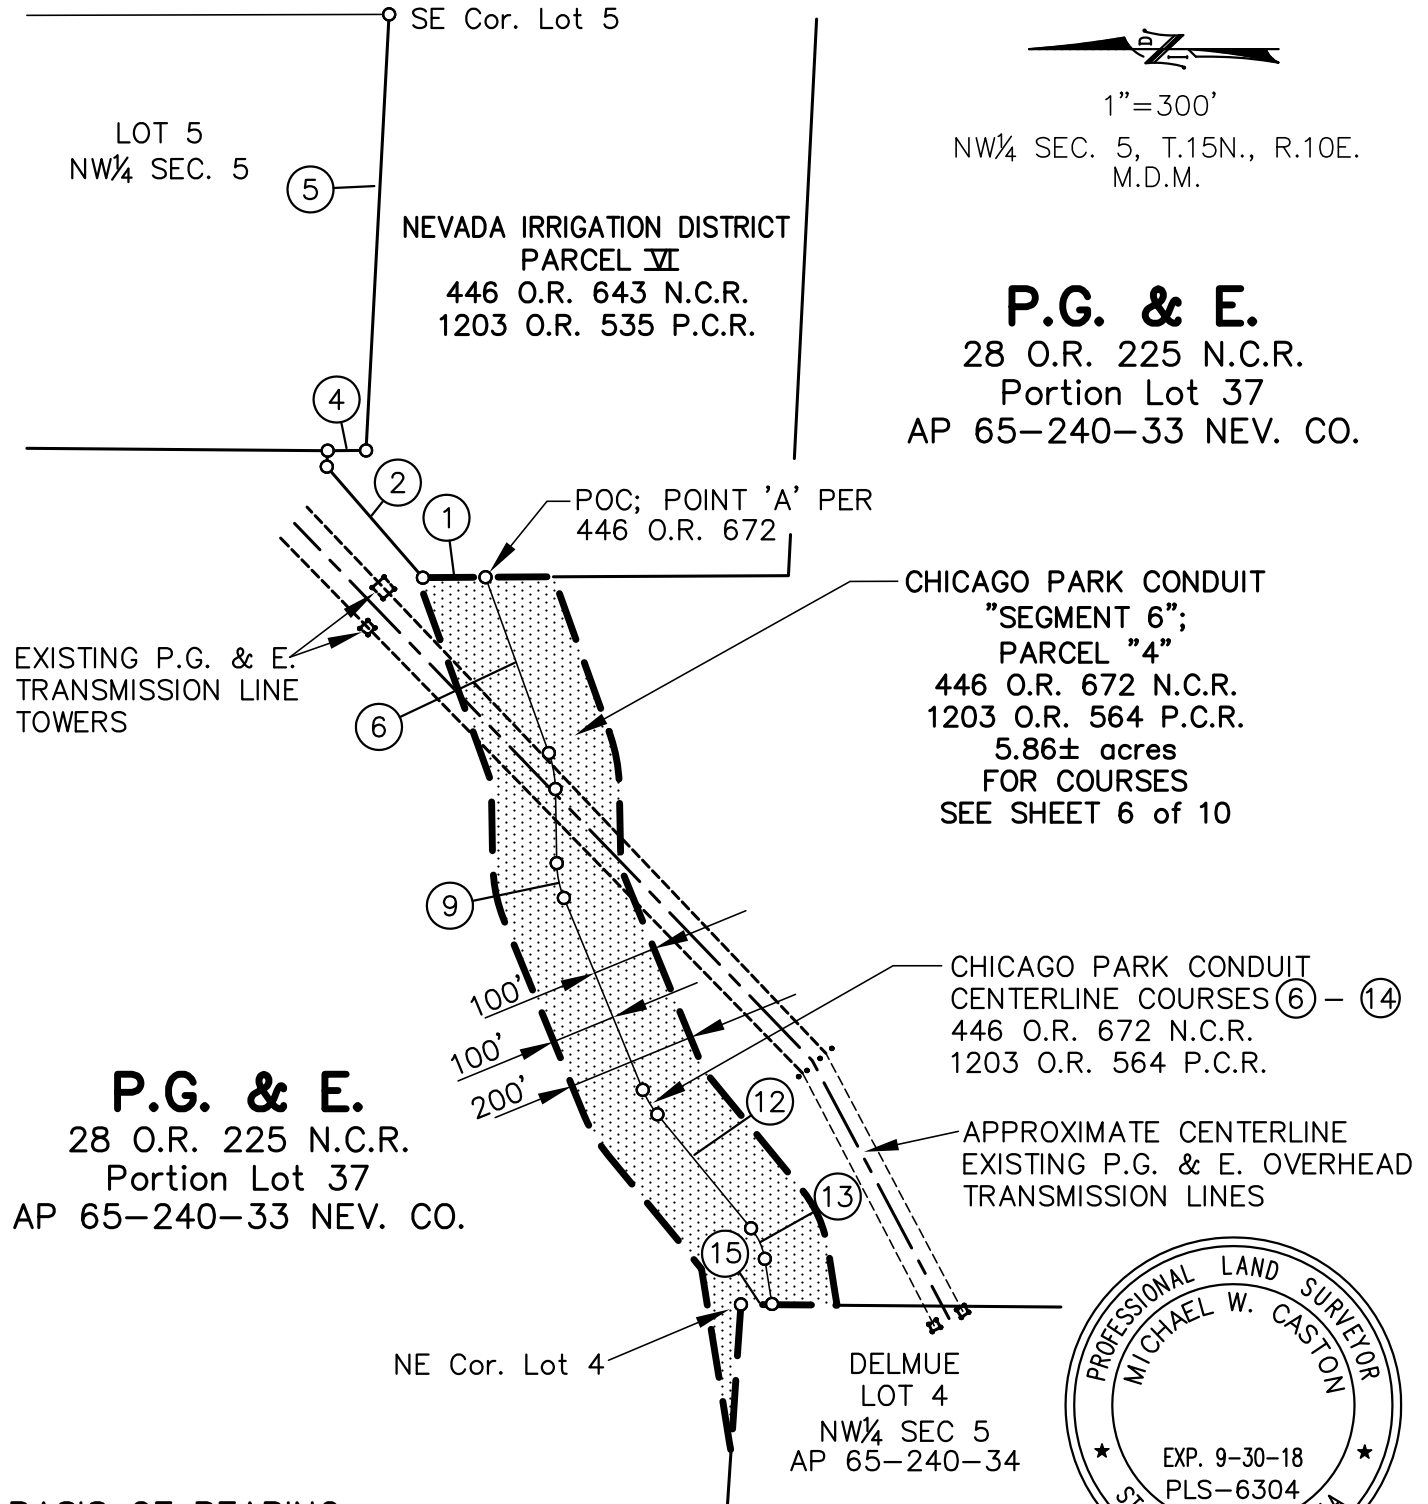 SE Cor. Lot 5
1"=300'
NW¼ SEC. 5, T.15N., R.10E.
M.D.M.
LOT 5
NW¼ SEC. 5
5
NEVADA IRRIGATION DISTRICT
PARCEL VI
446 O.R. 643 N.C.R.
1203 O.R. 535 P.C.R.
P.G. & E.
28 O.R. 225 N.C.R.
Portion Lot 37
AP 65-240-33 NEV. CO.
4
2
1
POC; POINT 'A' PER
446 O.R. 672
CHICAGO PARK CONDUIT
"SEGMENT 6";
PARCEL "4"
446 O.R. 672 N.C.R.
1203 O.R. 564 P.C.R.
5.86± acres
FOR COURSES
SEE SHEET 6 of 10
EXISTING P.G. & E.
TRANSMISSION LINE
TOWERS
6
9
100'
100'
200'
CHICAGO PARK CONDUIT
CENTERLINE COURSES 6 - 14
446 O.R. 672 N.C.R.
1203 O.R. 564 P.C.R.
P.G. & E.
28 O.R. 225 N.C.R.
Portion Lot 37
AP 65-240-33 NEV. CO.
12
APPROXIMATE CENTERLINE
EXISTING P.G. & E. OVERHEAD
TRANSMISSION LINES
13
15
NE Cor. Lot 4
DELMUE
LOT 4
NW¼ SEC 5
AP 65-240-34
PROFESSIONAL LAND SURVEYOR
MICHAEL W. CASTON
EXP. 9-30-18
PLS-6304